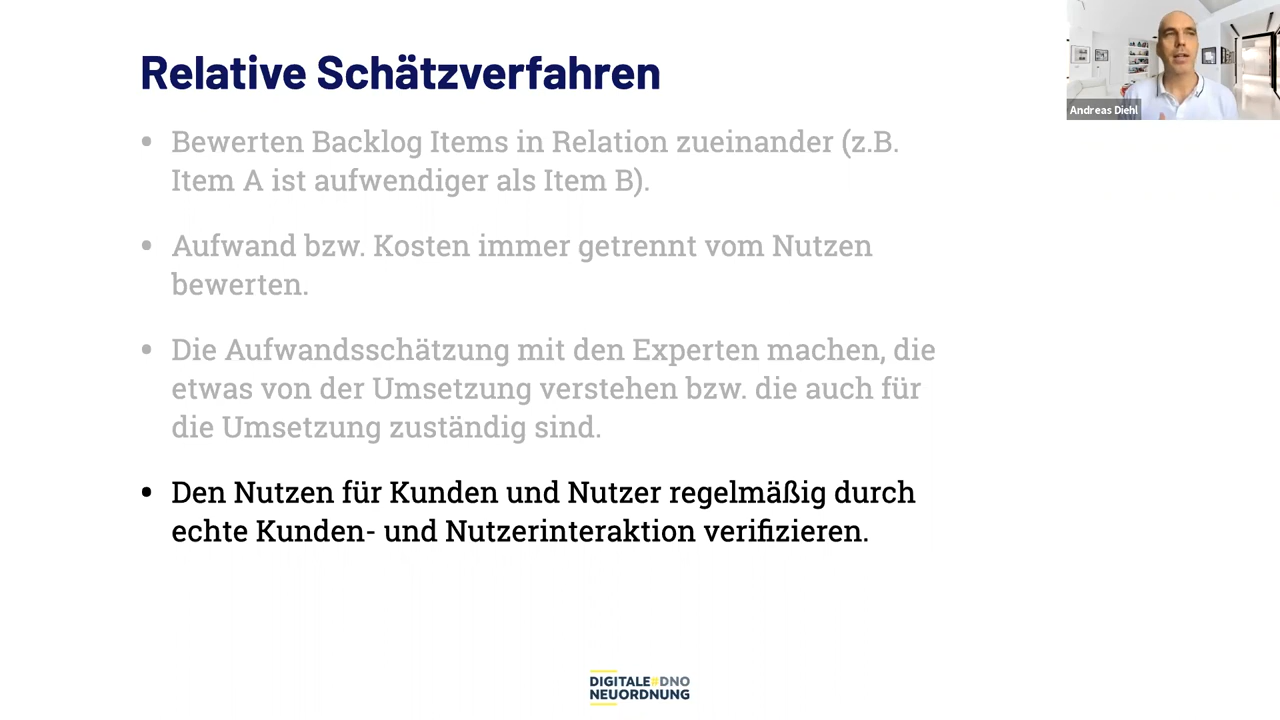 Relative Schätzverfahren
Andreas Diehl
• Bewerten Backlog Items in Relation zueinander (z.B.
Item A ist aufwendiger als Item B).
• Aufwand bzw. Kosten immer getrennt vom Nutzen
bewerten.
• Die Aufwandsschätzung mit den Experten machen, die
etwas von der Umsetzung verstehen bzw. die auch für
die Umsetzung zuständig sind.
• Den Nutzen für Kunden und Nutzer regelmäßig durch
echte Kunden- und Nutzerinteraktion verifizieren.
DIGITALE#DNO
NEUORDNUNG